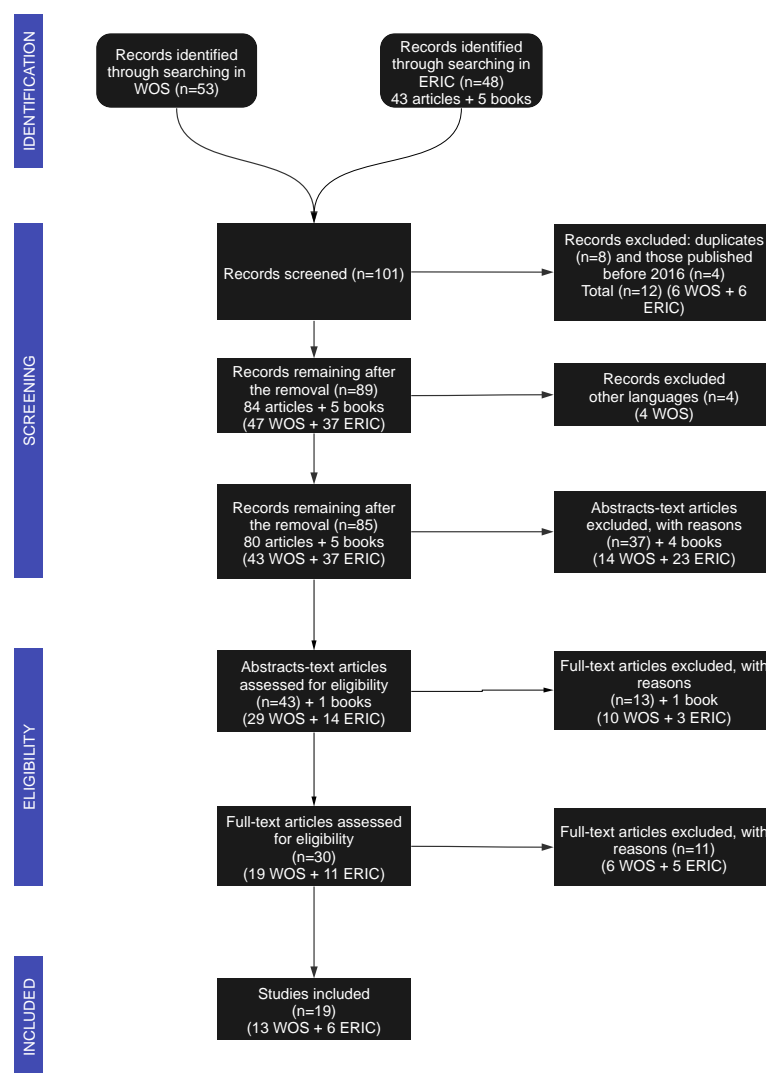 IDENTIFICATION
Records identified
through searching in
WOS (n=53)
Records identified
through searching in
ERIC (n=48)
43 articles + 5 books
SCREENING
Records screened (n=101)
Records excluded: duplicates
(n=8) and those published
before 2016 (n=4)
Total (n=12) (6 WOS + 6
ERIC)
Records remaining after
the removal (n=89)
84 articles + 5 books
(47 WOS + 37 ERIC)
Records excluded
other languages (n=4)
(4 WOS)
Records remaining after
the removal (n=85)
80 articles + 5 books
(43 WOS + 37 ERIC)
Abstracts-text articles
excluded, with reasons
(n=37) + 4 books
(14 WOS + 23 ERIC)
ELIGIBILITY
Abstracts-text articles
assessed for eligibility
(n=43) + 1 books
(29 WOS + 14 ERIC)
Full-text articles excluded, with
reasons
(n=13) + 1 book
(10 WOS + 3 ERIC)
Full-text articles assessed
for eligibility
(n=30)
(19 WOS + 11 ERIC)
Full-text articles excluded, with
reasons (n=11)
(6 WOS + 5 ERIC)
INCLUDED
Studies included
(n=19)
(13 WOS + 6 ERIC)